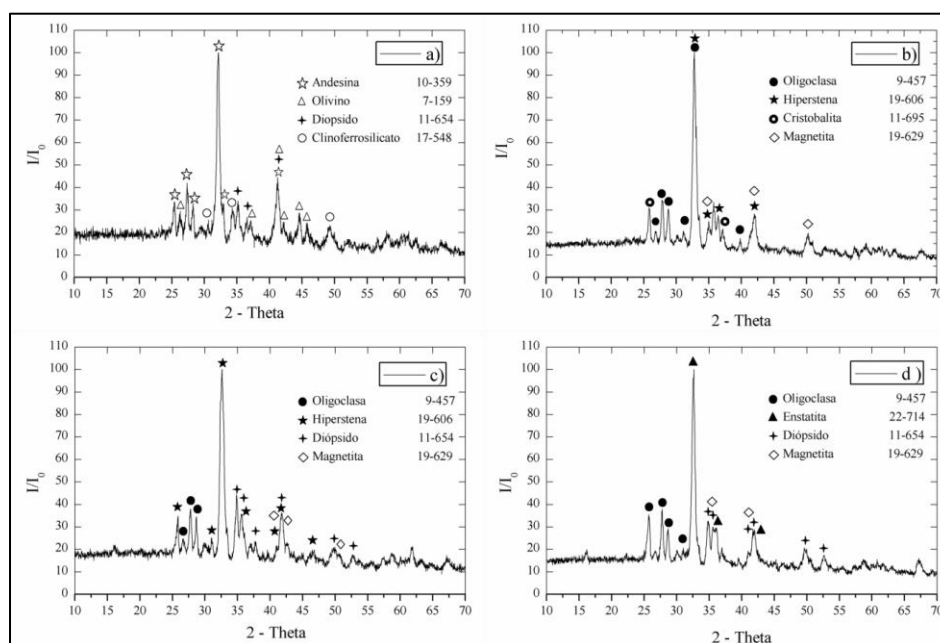 110
100
90
80
70
60
50
40
30
20
10
0
I/I0
a)
Andesina 10-359
Olivino 7-159
Diopsido 11-654
Clinoferrosilicato 17-548
10 15 20 25 30 35 40 45 50 55 60 65 70
2 - Theta
110
100
90
80
70
60
50
40
30
20
10
0
I/I0
b)
Oligoclasa 9-457
Hiperstena 19-606
Cristobalita 11-695
Magnetita 19-629
10 15 20 25 30 35 40 45 50 55 60 65 70
2 - Theta
110
100
90
80
70
60
50
40
30
20
10
0
I/I0
c)
Oligoclasa 9-457
Hiperstena 19-606
Diópsido 11-654
Magnetita 19-629
10 15 20 25 30 35 40 45 50 55 60 65 70
2 - Theta
110
100
90
80
70
60
50
40
30
20
10
0
I/I0
d)
Oligoclasa 9-457
Enstatita 22-714
Diópsido 11-654
Magnetita 19-629
10 15 20 25 30 35 40 45 50 55 60 65 70
2 - Theta